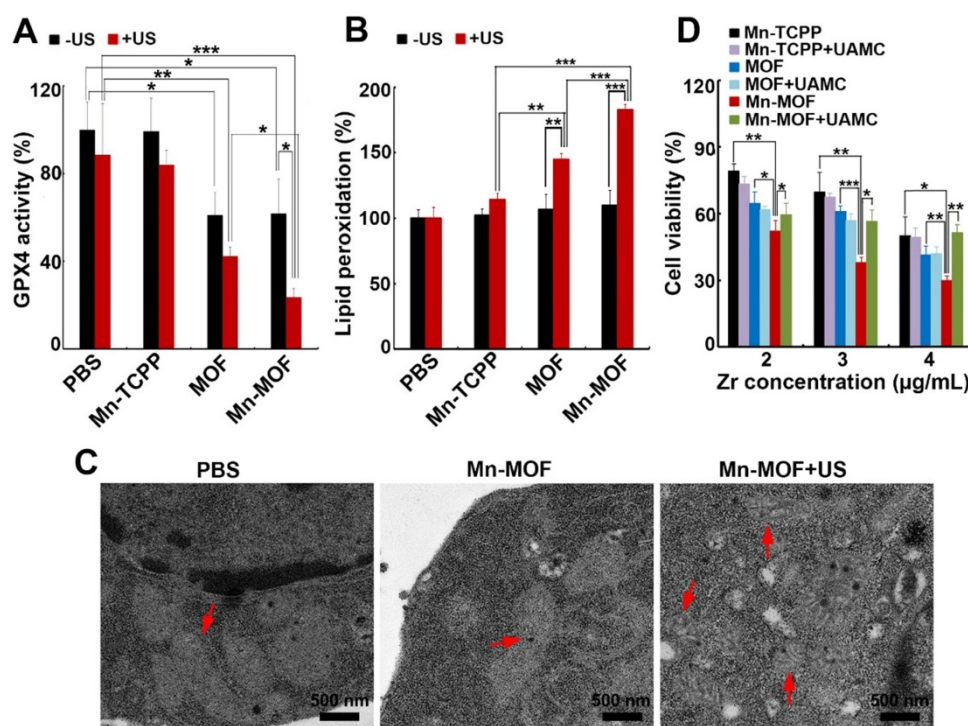 A
-US +US
GPX4 activity (%)
120
80
40
0
***
*
**
*
*
*
PBS
Mn-TCPP
MOF
Mn-MOF
B
-US +US
Lipid peroxidation (%)
200
150
100
50
0
***
***
***
**
**
PBS
Mn-TCPP
MOF
Mn-MOF
D
Mn-TCPP
Mn-TCPP+UAMC
MOF
MOF+UAMC
Mn-MOF
Mn-MOF+UAMC
Cell viability (%)
120
90
60
30
0
**
*
*
**
***
*
*
**
**
2 3 4
Zr concentration (μg/mL)
C
PBS
Mn-MOF
Mn-MOF+US
500 nm
500 nm
500 nm